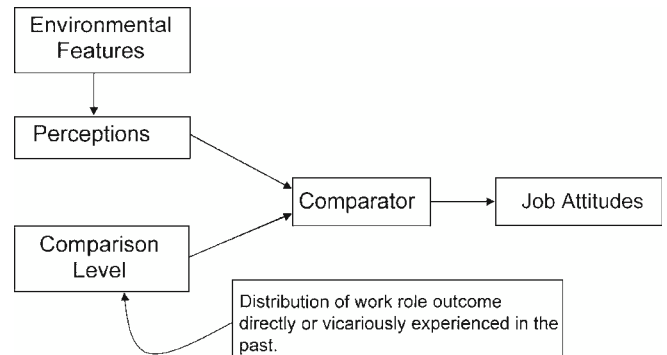 Environmental
Features
Perceptions
Comparator
Job Attitudes
Comparison
Level
Distribution of work role outcome
directly or vicariously experienced in the
past.